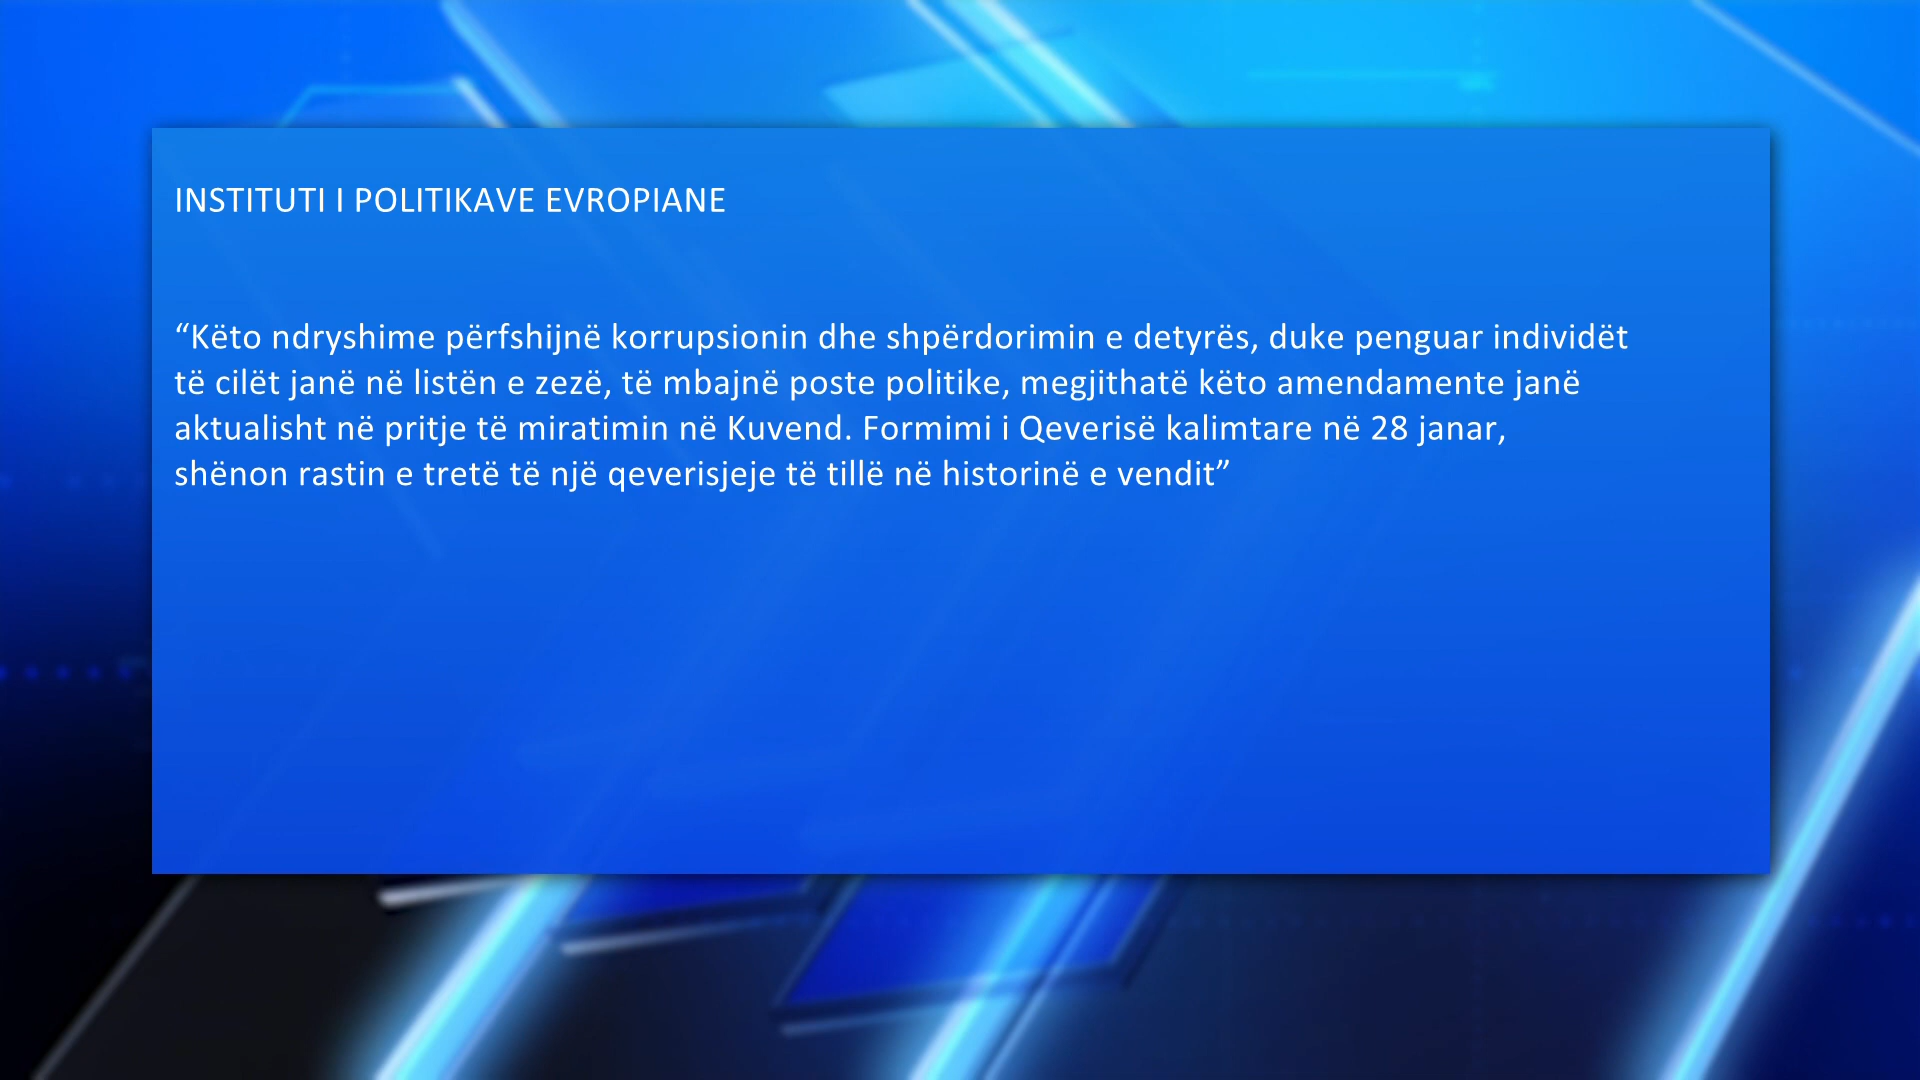 INSTITUTI I POLITIKAVE EVROPIANE
“Këto ndryshime përfshijnë korrupsionin dhe shpërdorimin e detyrës, duke penguar individët
të cilët janë në listën e zezë, të mbajnë poste politike, megjithatë këto amendamente janë
aktualisht në pritje të miratimin në Kuvend. Formimi i Qeverisë kalimtare në 28 janar,
shënon rastin e tretë të një qeverisjeje të tillë në historinë e vendit”